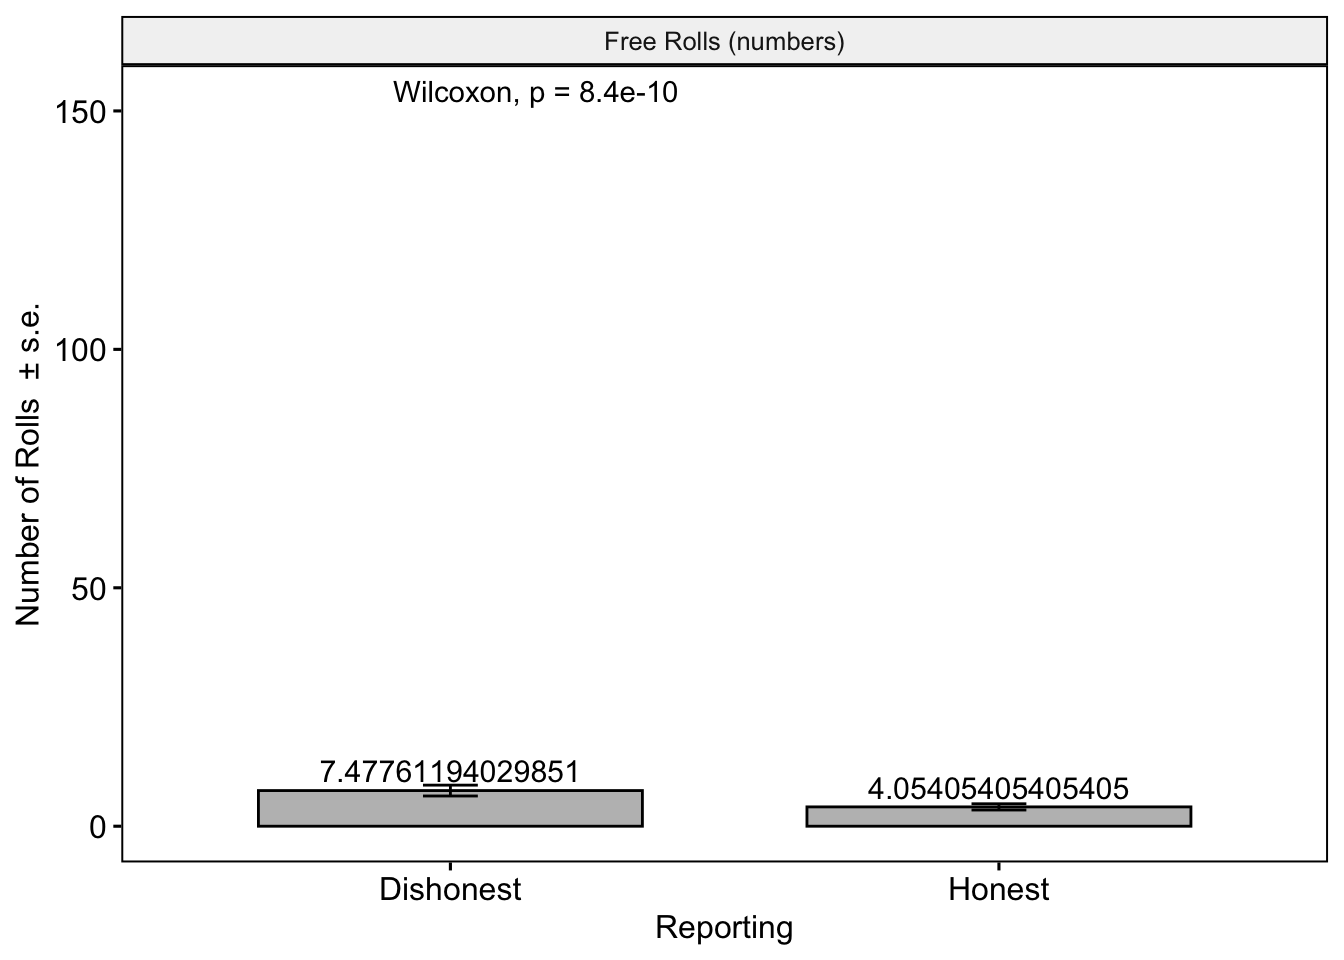 Free Rolls (numbers)
Wilcoxon, p = 8.4e-10
150
100
50
0
Number of Rolls ± s.e.
7.47761194029851
4.05405405405405
Dishonest
Honest
Reporting